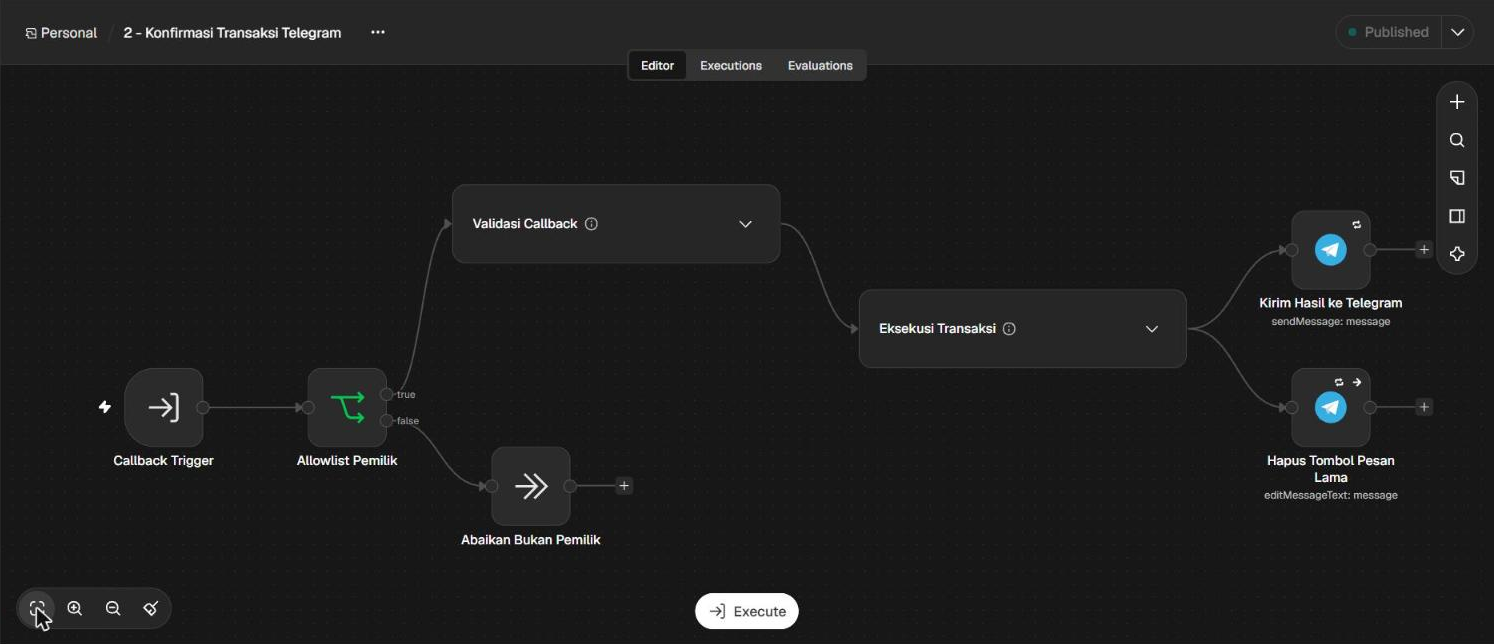 Personal / 2 - Konfirmasi Transaksi Telegram ...
Published
Editor Executions Evaluations
Validasi Callback
Eksekusi Transaksi
Kirim Hasil ke Telegram
sendMessage: message
true
false
Callback Trigger
Allowlist Pemilik
Hapus Tombol Pesan
Lama
editMessageText: message
Abaikan Bukan Pemilik
Execute